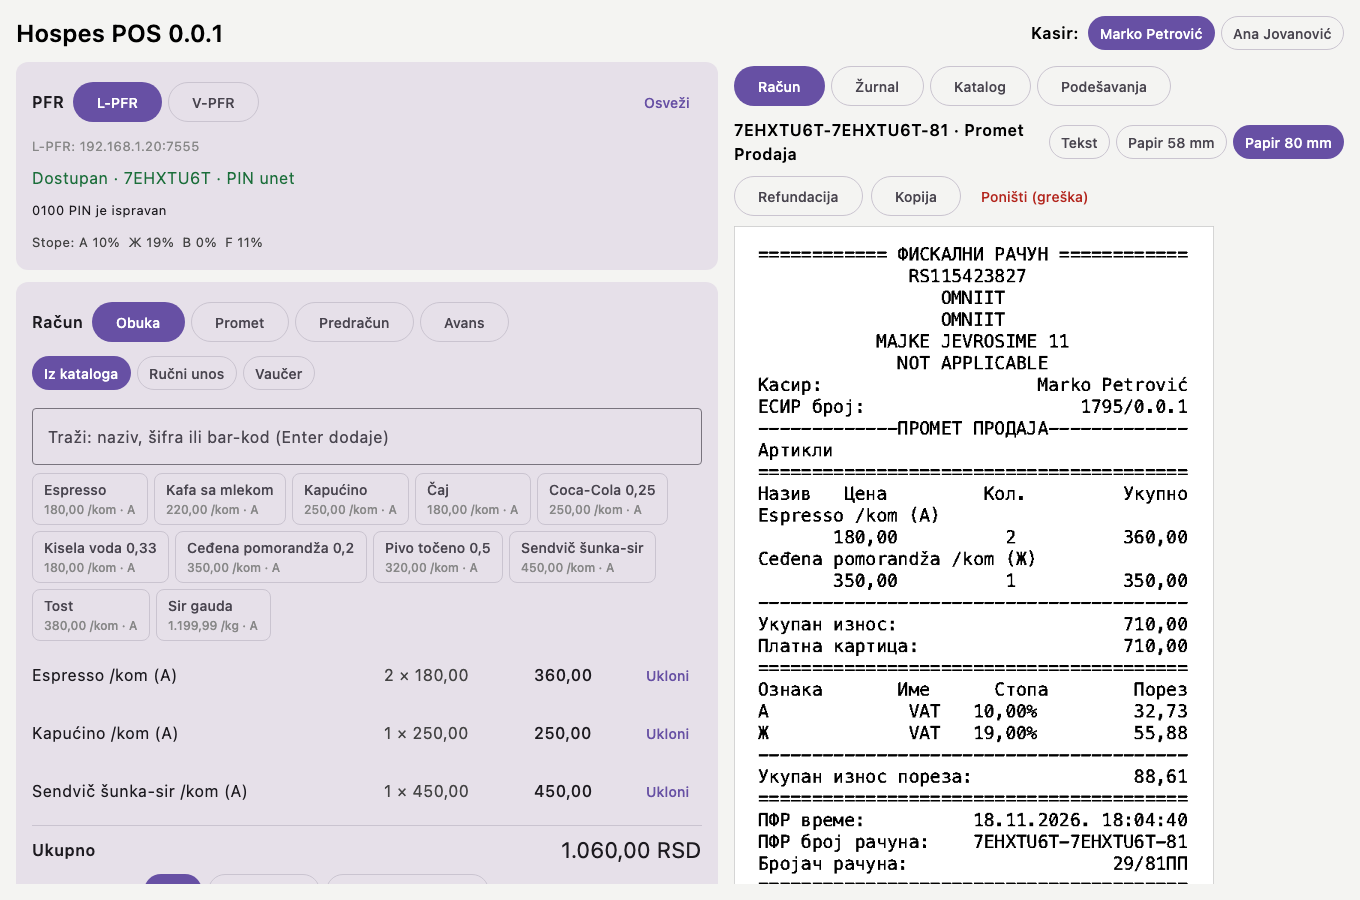 Hospes POS 0.0.1
Kasir: Marko Petrović Ana Jovanović
PFR L-PFR V-PFR Osveži
L-PFR: 192.168.1.20:7555
Dostupan · 7EHXTU6T · PIN unet
0100 PIN je ispravan
Stope: A 10% Ж 19% B 0% F 11%
Račun Obuka Promet Predračun Avans
Iz kataloga Ručni unos Vaučer
Traži: naziv, šifra ili bar-kod (Enter dodaje)
Espresso Kafa sa mlekom Kapućino Čaj Coca-Cola 0,25
180,00 /kom · A 220,00 /kom · A 250,00 /kom · A 180,00 /kom · A 250,00 /kom · A
Kisela voda 0,33 Ceđena pomorandža 0,2 Pivo točeno 0,5 Sendvič šunka-sir
180,00 /kom · A 350,00 /kom · A 320,00 /kom · A 450,00 /kom · A
Tost Sir gauda
380,00 /kom · A 1.199,99 /kg · A
Espresso /kom (A) 2 × 180,00 360,00 Ukloni
Kapućino /kom (A) 1 × 250,00 250,00 Ukloni
Sendvič šunka-sir /kom (A) 1 × 450,00 450,00 Ukloni
Ukupno 1.060,00 RSD
Račun Žurnal Katalog Podešavanja
7EHXTU6T-7EHXTU6T-81 · Promet
Prodaja
Tekst Papir 58 mm Papir 80 mm
Refundacija Kopija Poništi (greška)
============ ФИСКАЛНИ РАЧУН ============
RS115423827
OMNIIT
OMNIIT
MAJKE JEVROSIME 11
NOT APPLICABLE
Касир: Marko Petrović
ЕСИР број: 1795/0.0.1
-------------ПРОМЕТ ПРОДАЈА-------------
Артикли
========================================
Назив Цена Кол. Укупно
Espresso /kom (A)
180,00 2 360,00
Ceđena pomorandža /kom (Ж)
350,00 1 350,00
----------------------------------------
Укупан износ: 710,00
Платна картица: 710,00
========================================
Ознака Име Стопа Порез
A VAT 10,00% 32,73
Ж VAT 19,00% 55,88
----------------------------------------
Укупан износ пореза: 88,61
========================================
ПФР време: 18.11.2026. 18:04:40
ПФР број рачуна: 7EHXTU6T-7EHXTU6T-81
Бројач рачуна: 29/81ПП
========================================